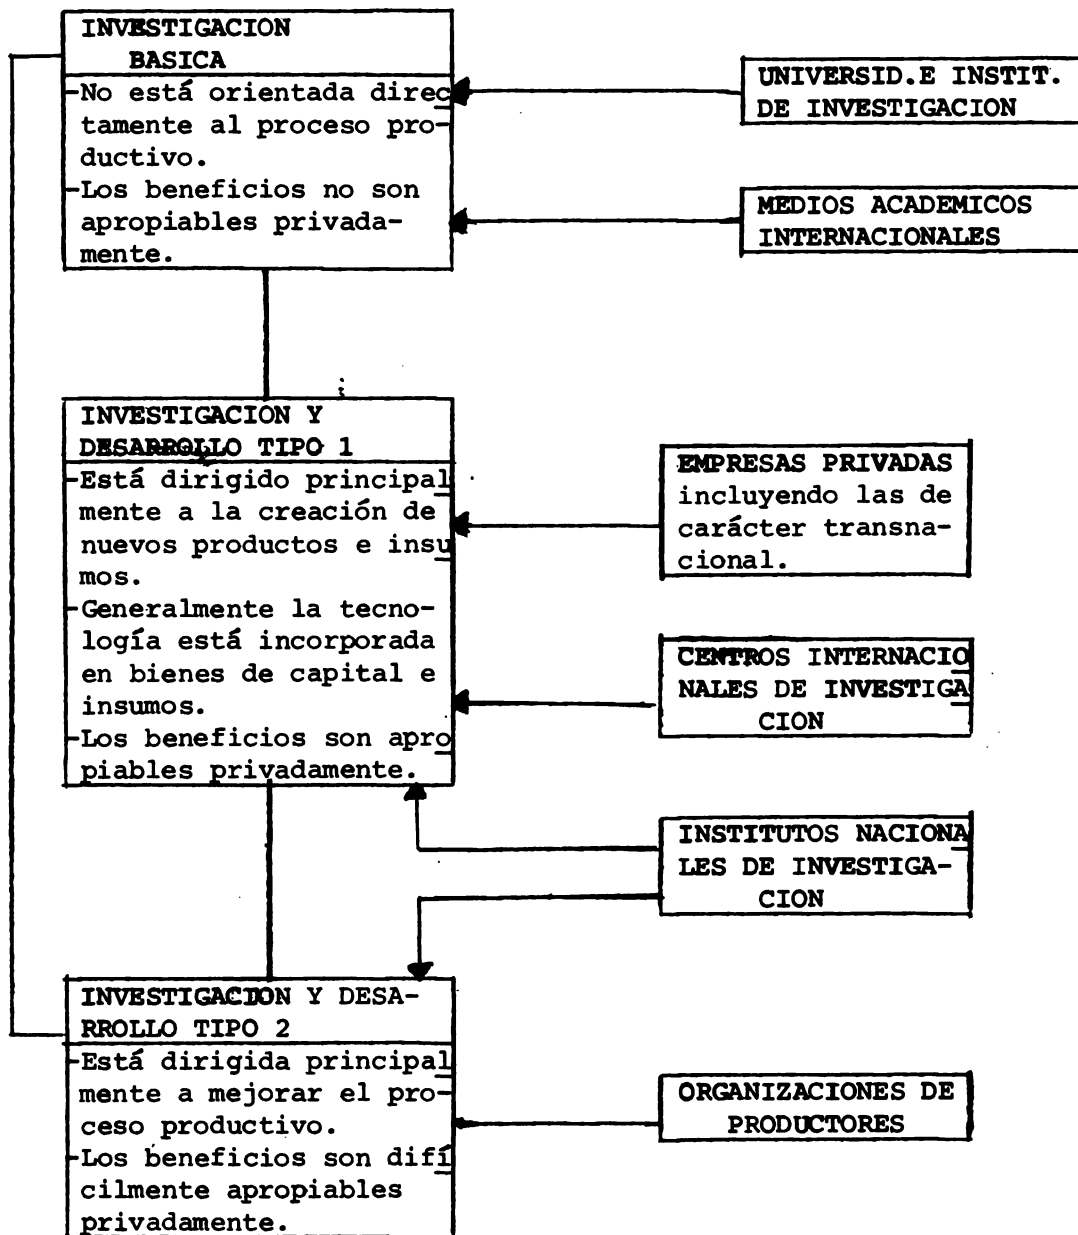 INVESTIGACION
BASICA
-No está orientada direc
tamente al proceso pro-
ductivo.
-Los beneficios no son
apropiables privada-
mente.
UNIVERSID.E INSTIT.
DE INVESTIGACION
MEDIOS ACADEMICOS
INTERNACIONALES
INVESTIGACION Y
DESARROLLO TIPO 1
-Está dirigido principal
mente a la creación de
nuevos productos e insu
mos.
-Generalmente la tecno-
logía está incorporada
en bienes de capital e
insumos.
-Los beneficios son apro
piables privadamente.
EMPRESAS PRIVADAS
incluyendo las de
carácter transna-
cional.
CENTROS INTERNACIO
NALES DE INVESTIGA
CION
INSTITUTOS NACIONA
LES DE INVESTIGA-
CION
INVESTIGACION Y DESA-
RROLLO TIPO 2
-Está dirigida principal
mente a mejorar el pro-
ceso productivo.
-Los beneficios son difí
cilmente apropiables
privadamente.
ORGANIZACIONES DE
PRODUCTORES